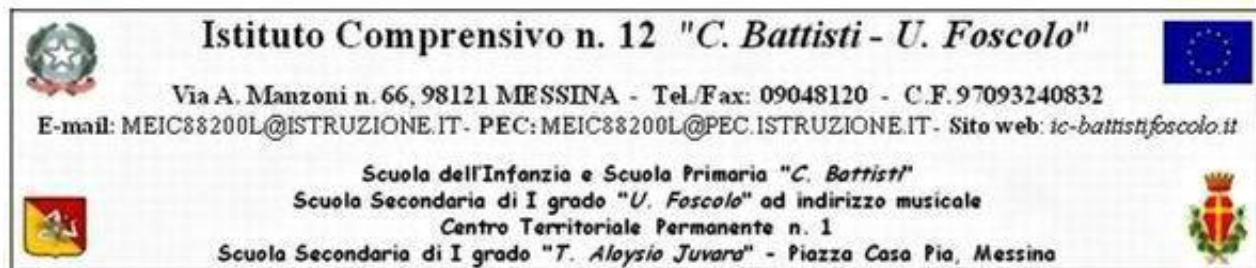 Istituto Comprensivo n. 12 "C. Battisti - U. Foscolo"
Via A. Manzoni n. 66, 98121 MESSINA - Tel./Fax: 09048120 - C.F. 97093240832
E-mail: MEIC88200L@ISTRUZIONE.IT - PEC: MEIC88200L@PEC.ISTRUZIONE.IT - Sito web: ic-battistifoscolo.it
Scuola dell'Infanzia e Scuola Primaria "C. Battisti"
Scuola Secondaria di I grado "U. Foscolo" ad indirizzo musicale
Centro Territoriale Permanente n. 1
Scuola Secondaria di I grado "T. Aloysio Juvara" - Piazza Casa Pia, Messina